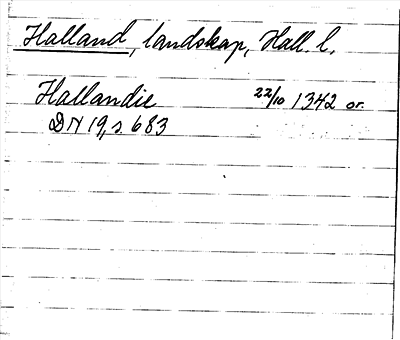 Halland, landskap, Hall. l.
Hallandie 22/10 1342 or.
DN 19, s. 683